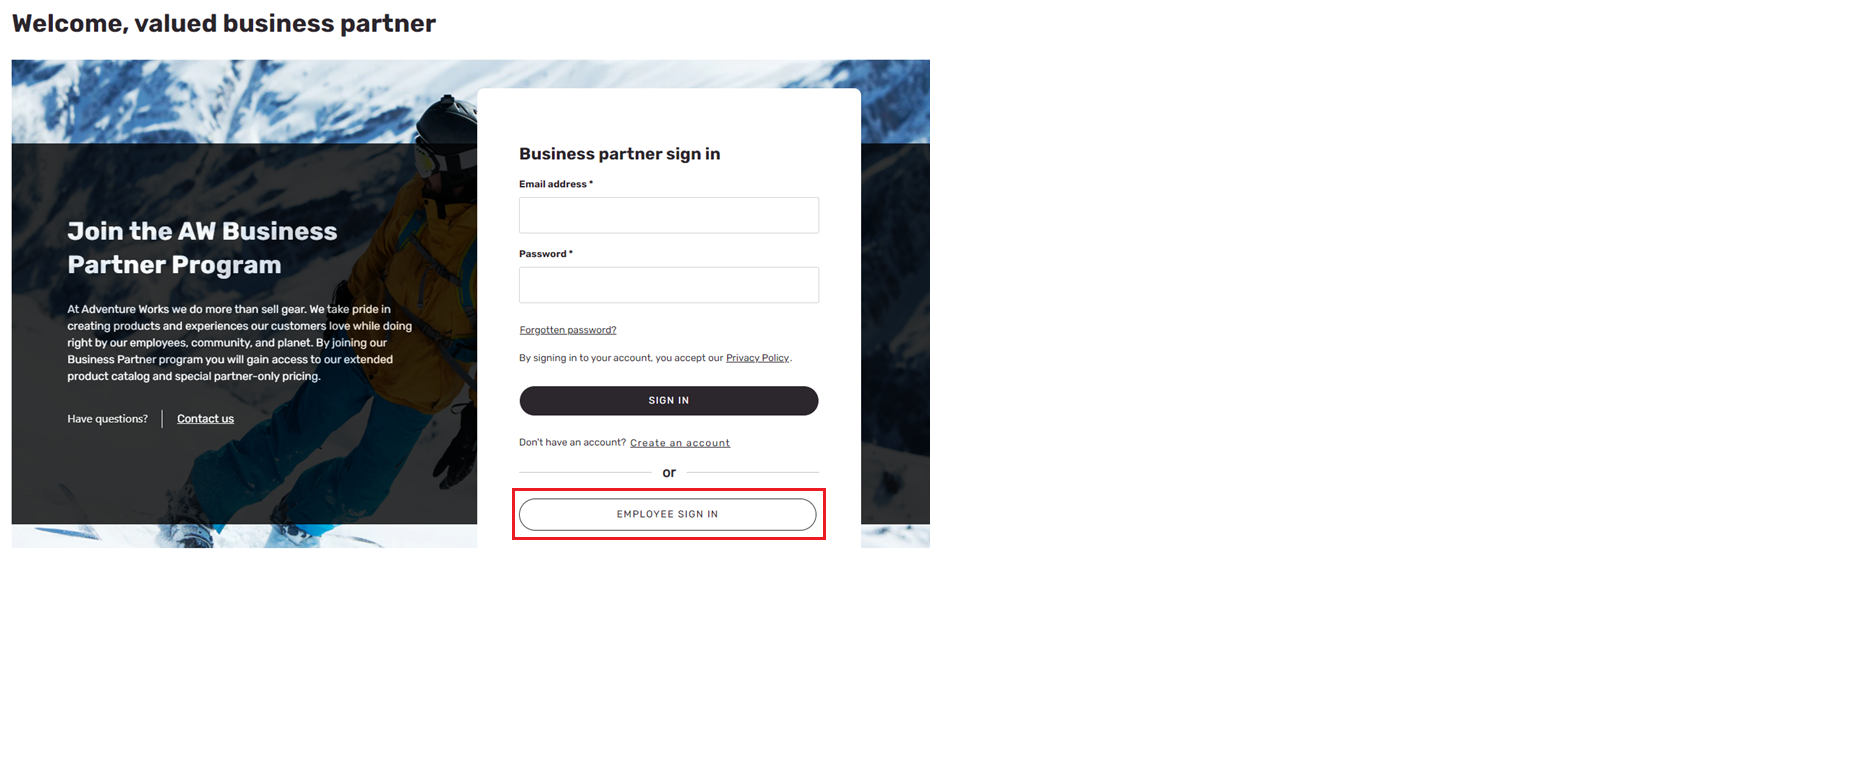 Welcome, valued business partner
Join the AW Business
Partner Program
At Adventure Works we do more than sell gear. We take pride in
creating products and experiences our customers love while doing
right by our employees, community, and planet. By joining our
Business Partner program you will gain access to our extended
product catalog and special partner-only pricing.
Have questions?
Contact us
Business partner sign in
Email address *
Password *
Forgotten password?
By signing in to your account, you accept our Privacy Policy.
SIGN IN
Don't have an account? Create an account
or
EMPLOYEE SIGN IN